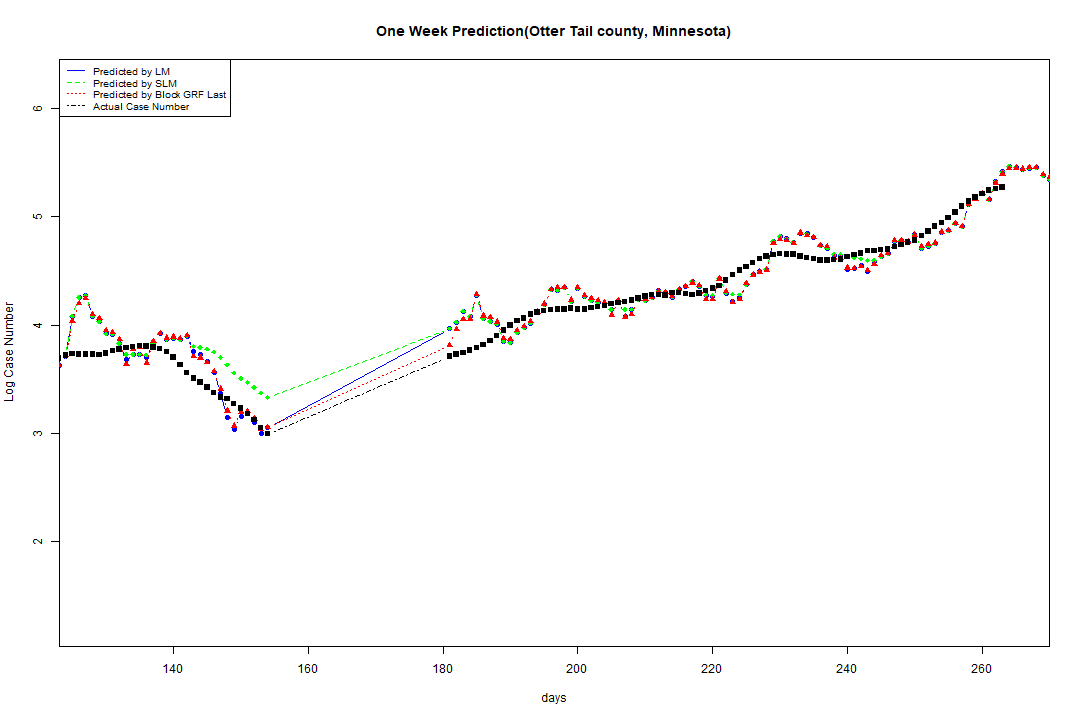 One Week Prediction(Otter Tail county, Minnesota)
Predicted by LM
Predicted by SLM
Predicted by Block GRF Last
Actual Case Number
6
5
4
3
2
Log Case Number
140 160 180 200 220 240 260
days